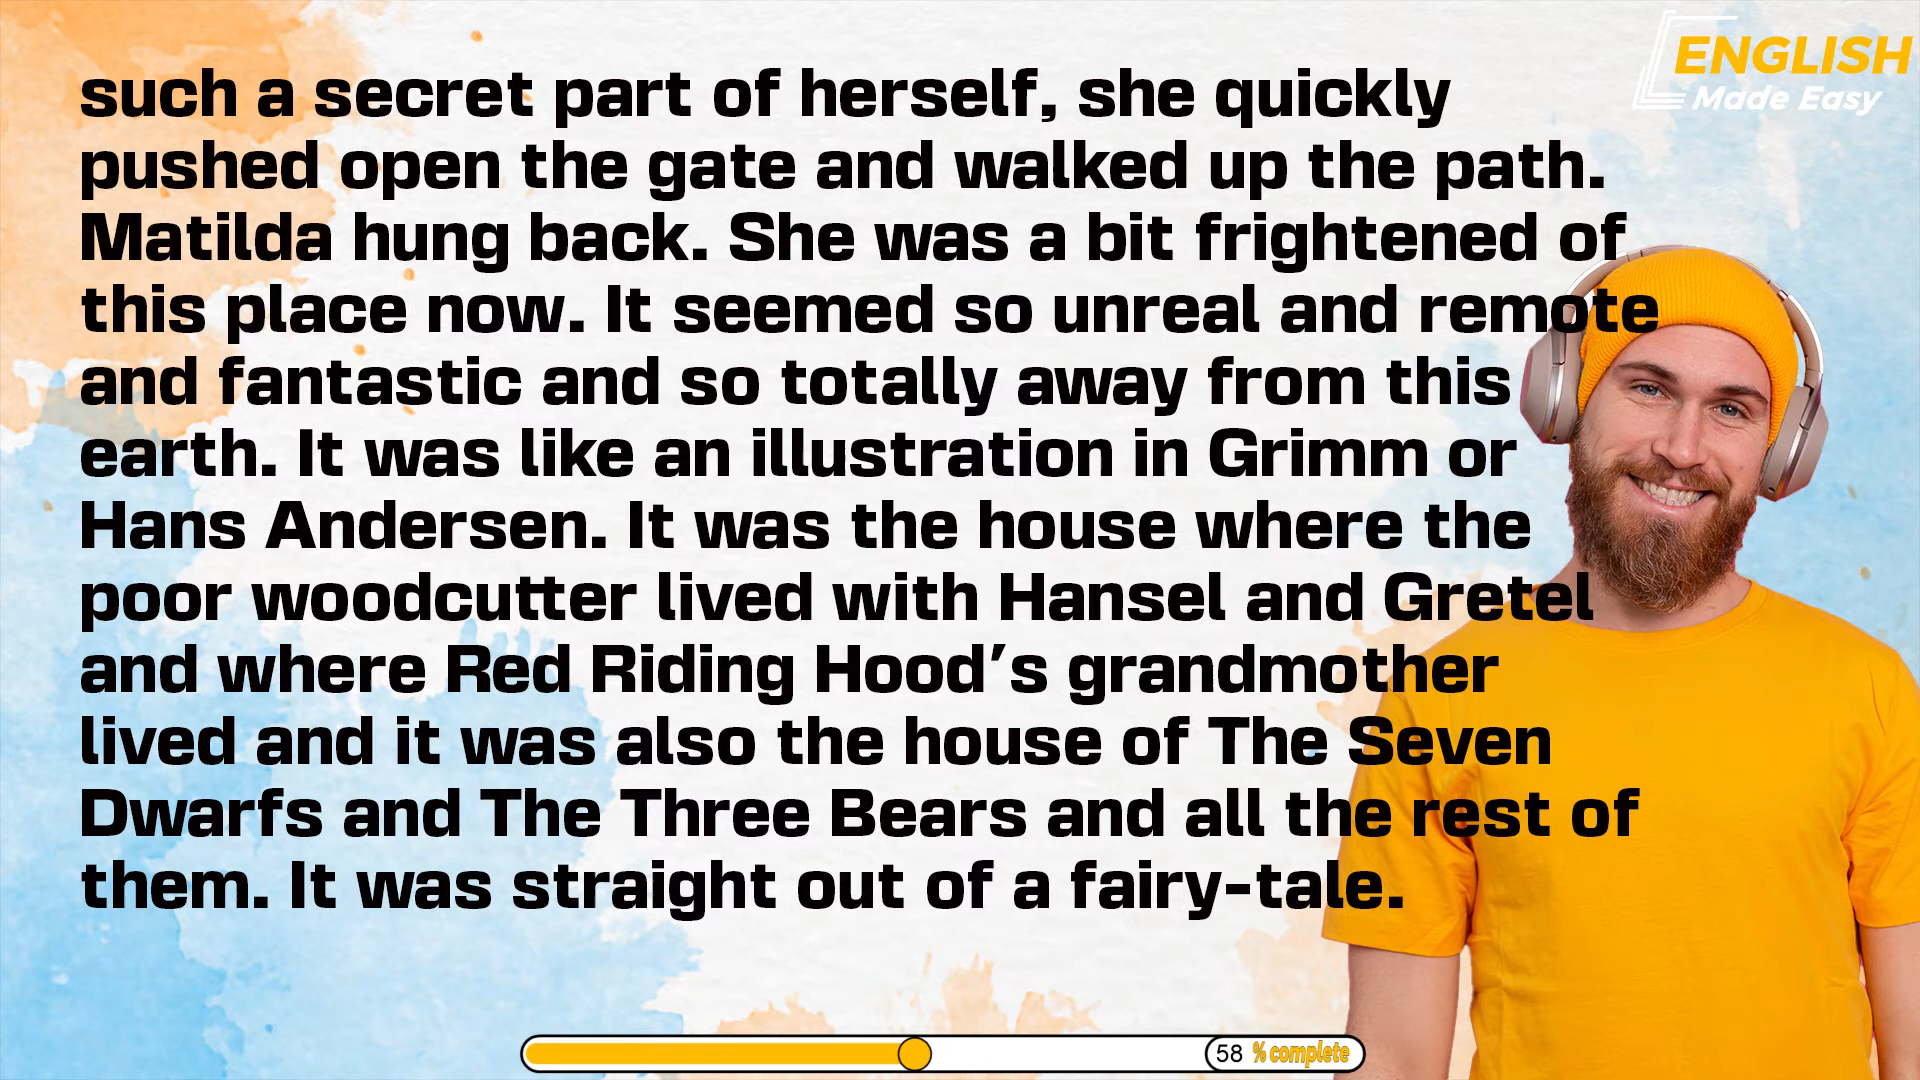 ENGLISH
Made Easy
such a secret part of herself, she quickly
pushed open the gate and walked up the path.
Matilda hung back. She was a bit frightened of
this place now. It seemed so unreal and remote
and fantastic and so totally away from this
earth. It was like an illustration in Grimm or
Hans Andersen. It was the house where the
poor woodcutter lived with Hansel and Gretel
and where Red Riding Hood's grandmother
lived and it was also the house of The Seven
Dwarfs and The Three Bears and all the rest of
them. It was straight out of a fairy-tale.
58 % complete